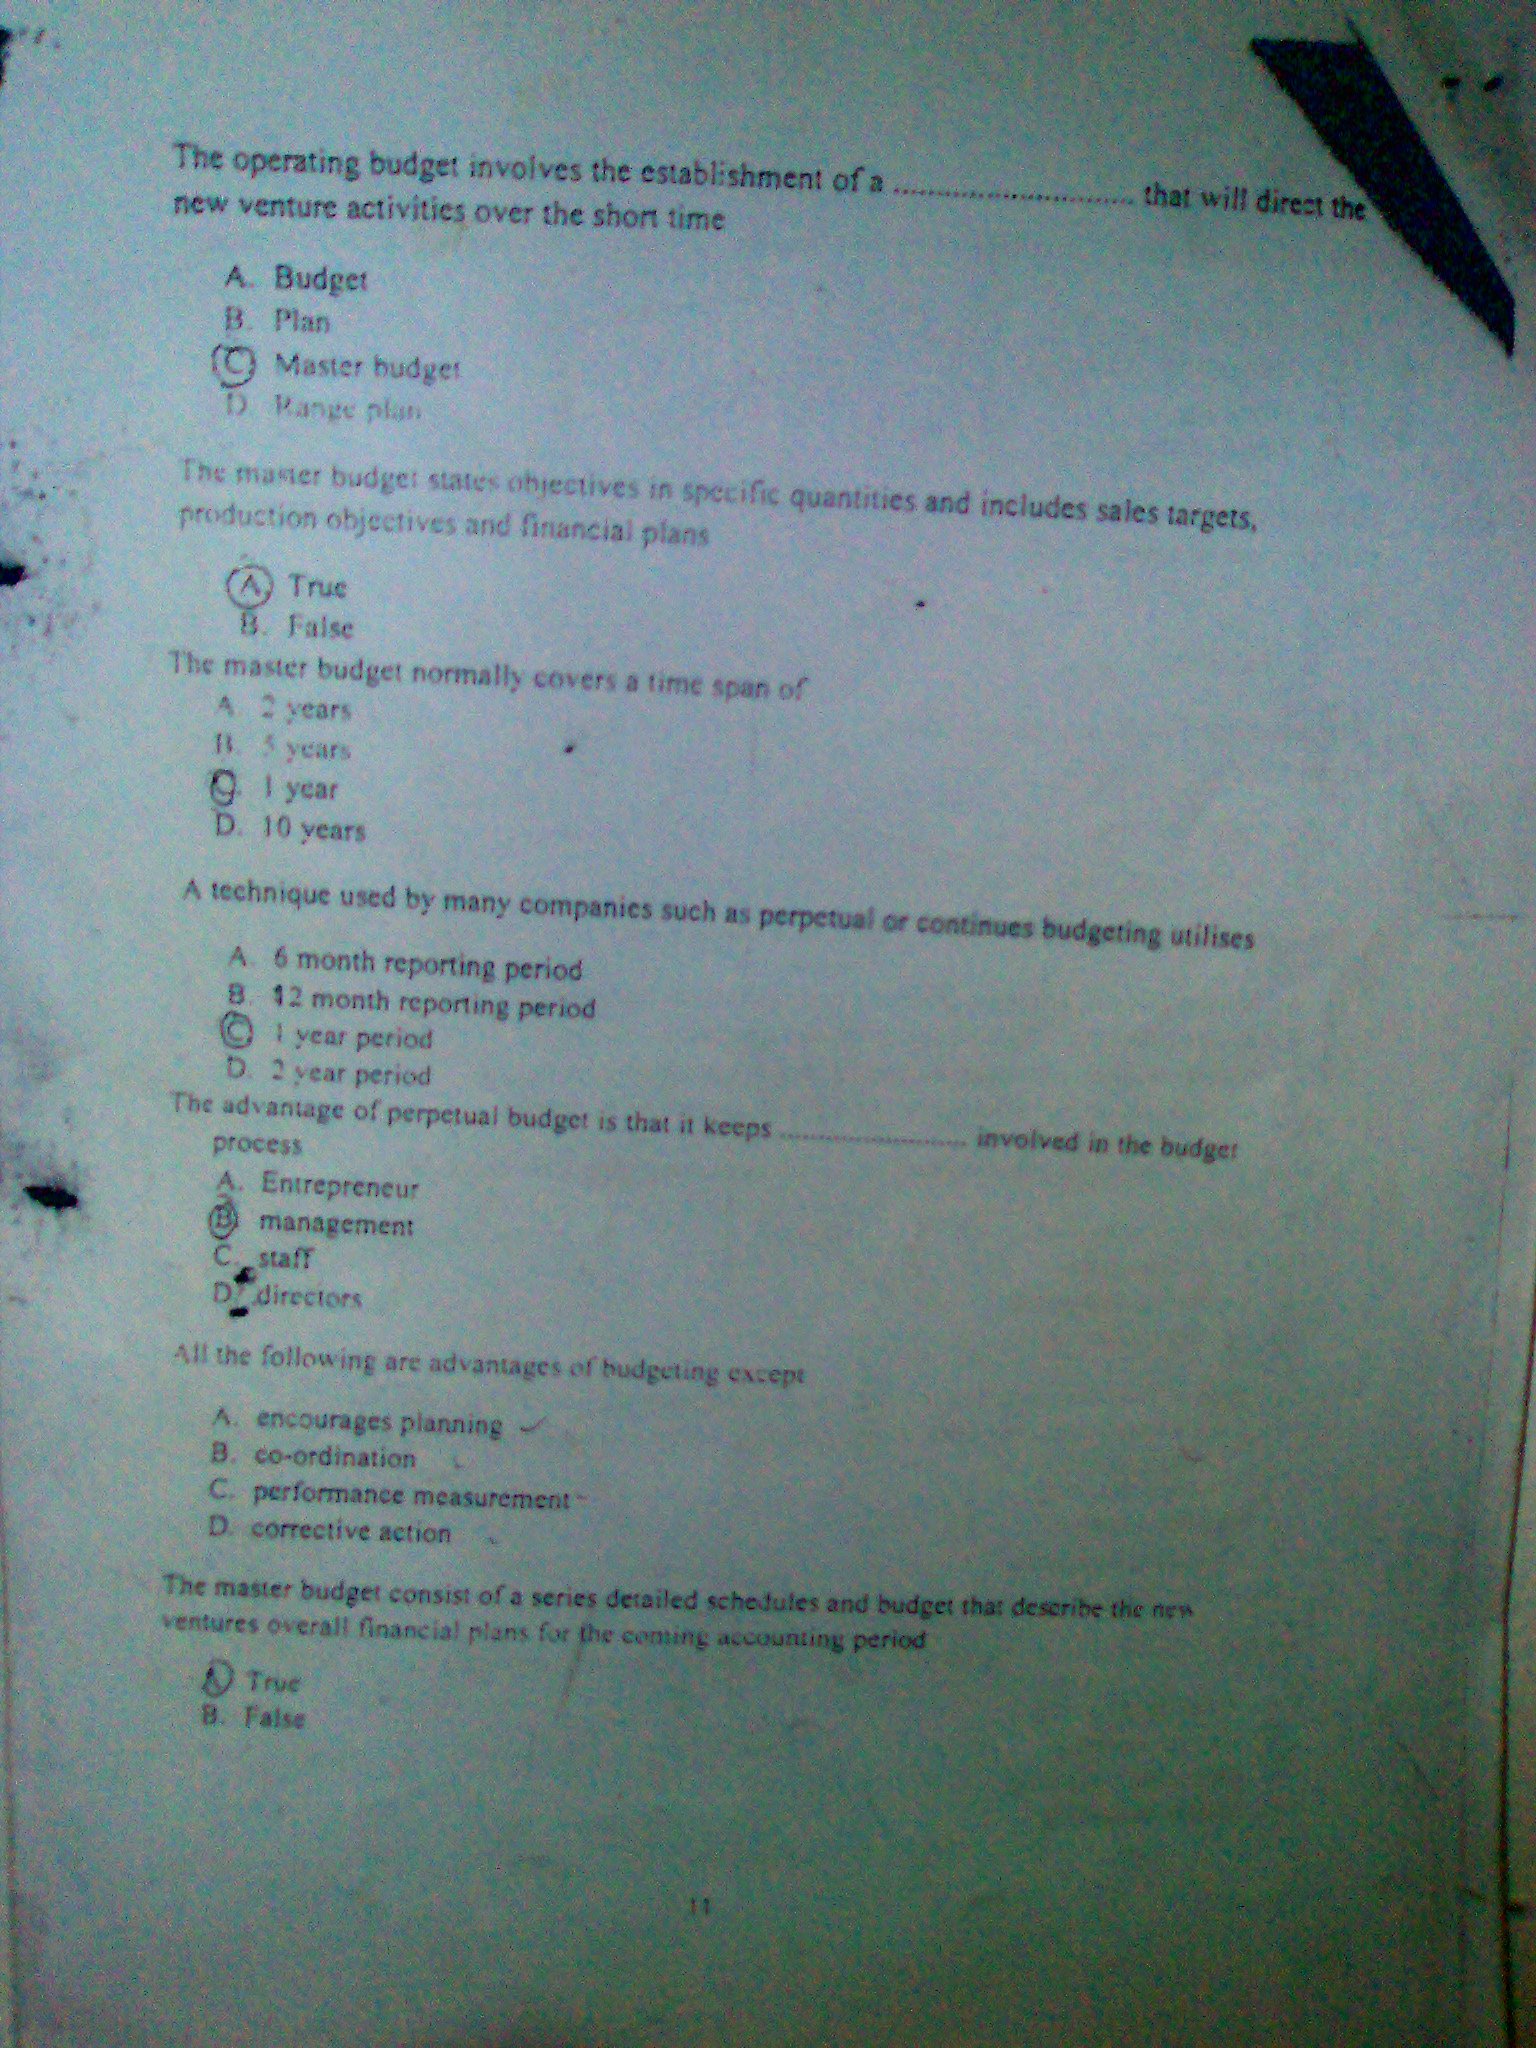 The operating budget involves the establishment of a ........................... that will direct the
new venture activities over the short time
A. Budget
B. Plan
C Master budget
D Range plan
The master budget states objectives in specific quantities and includes sales targets,
production objectives and financial plans
A. True
B. False
The master budget normally covers a time span of
A. 2 years
B. 5 years
C. 1 year
D. 10 years
A technique used by many companies such as perpetual or continues budgeting utilises
A. 6 month reporting period
B. 12 month reporting period
C 1 year period
D. 2 year period
The advantage of perpetual budget is that it keeps ........................... involved in the budget
process
A. Entrepreneur
B management
C. staff
D. directors
All the following are advantages of budgeting except
A. encourages planning
B. co-ordination
C. performance measurement
D. corrective action
The master budget consist of a series detailed schedules and budget that describe the new
ventures overall financial plans for the coming accounting period
A True
B. False
11